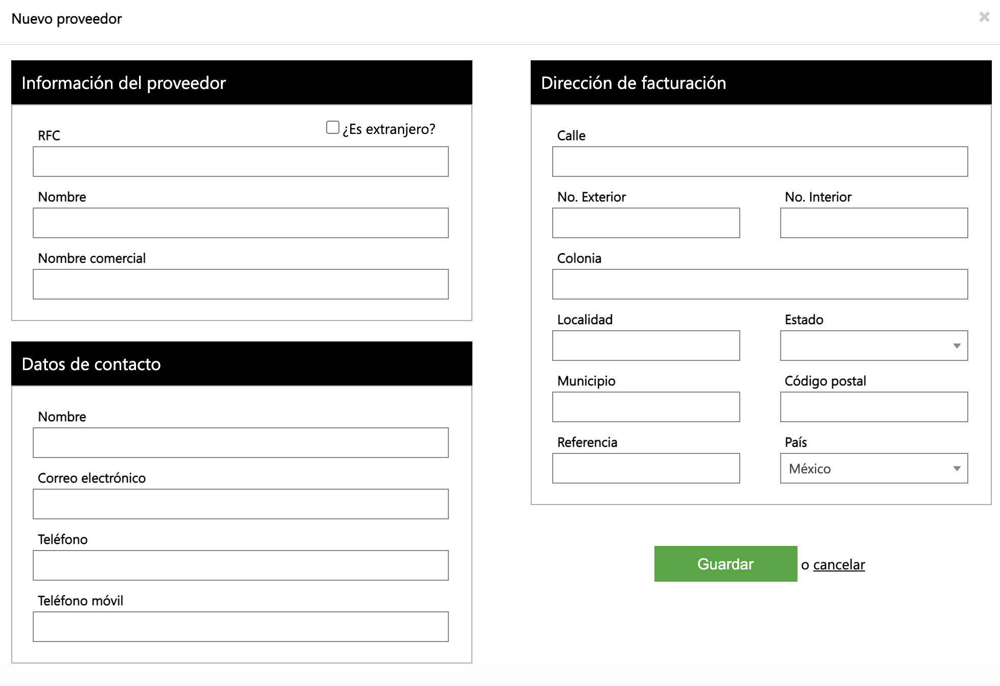 Nuevo proveedor
Información del proveedor
RFC
¿Es extranjero?
Nombre
Nombre comercial
Datos de contacto
Nombre
Correo electrónico
Teléfono
Teléfono móvil
Dirección de facturación
Calle
No. Exterior
No. Interior
Colonia
Localidad
Estado
Municipio
Código postal
Referencia
País
México
Guardar o cancelar